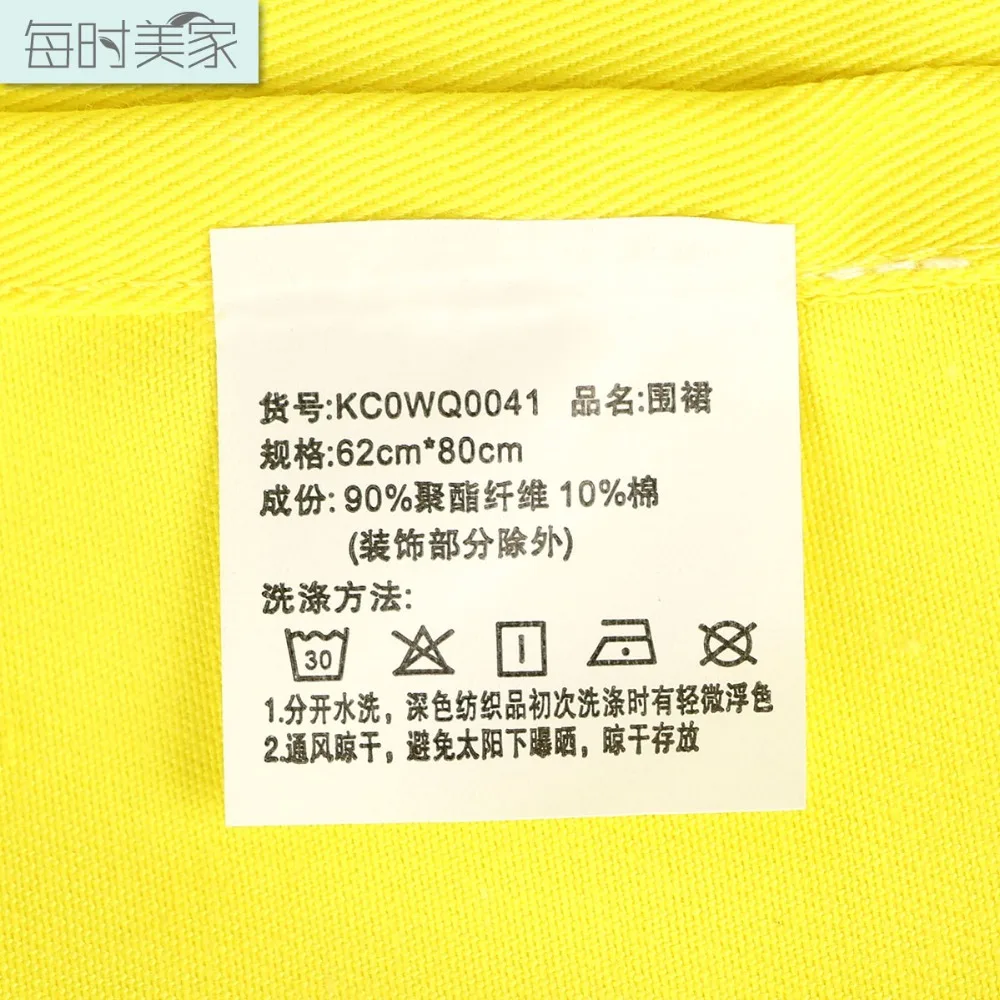 每时美家
货号:KC0WQ0041 品名:围裙
规格:62cm*80cm
成份: 90%聚酯纤维 10%棉
(装饰部分除外)
洗涤方法:
30
1.分开水洗，深色纺织品初次洗涤时有轻微浮色
2.通风晾干，避免太阳下曝晒，晾干存放